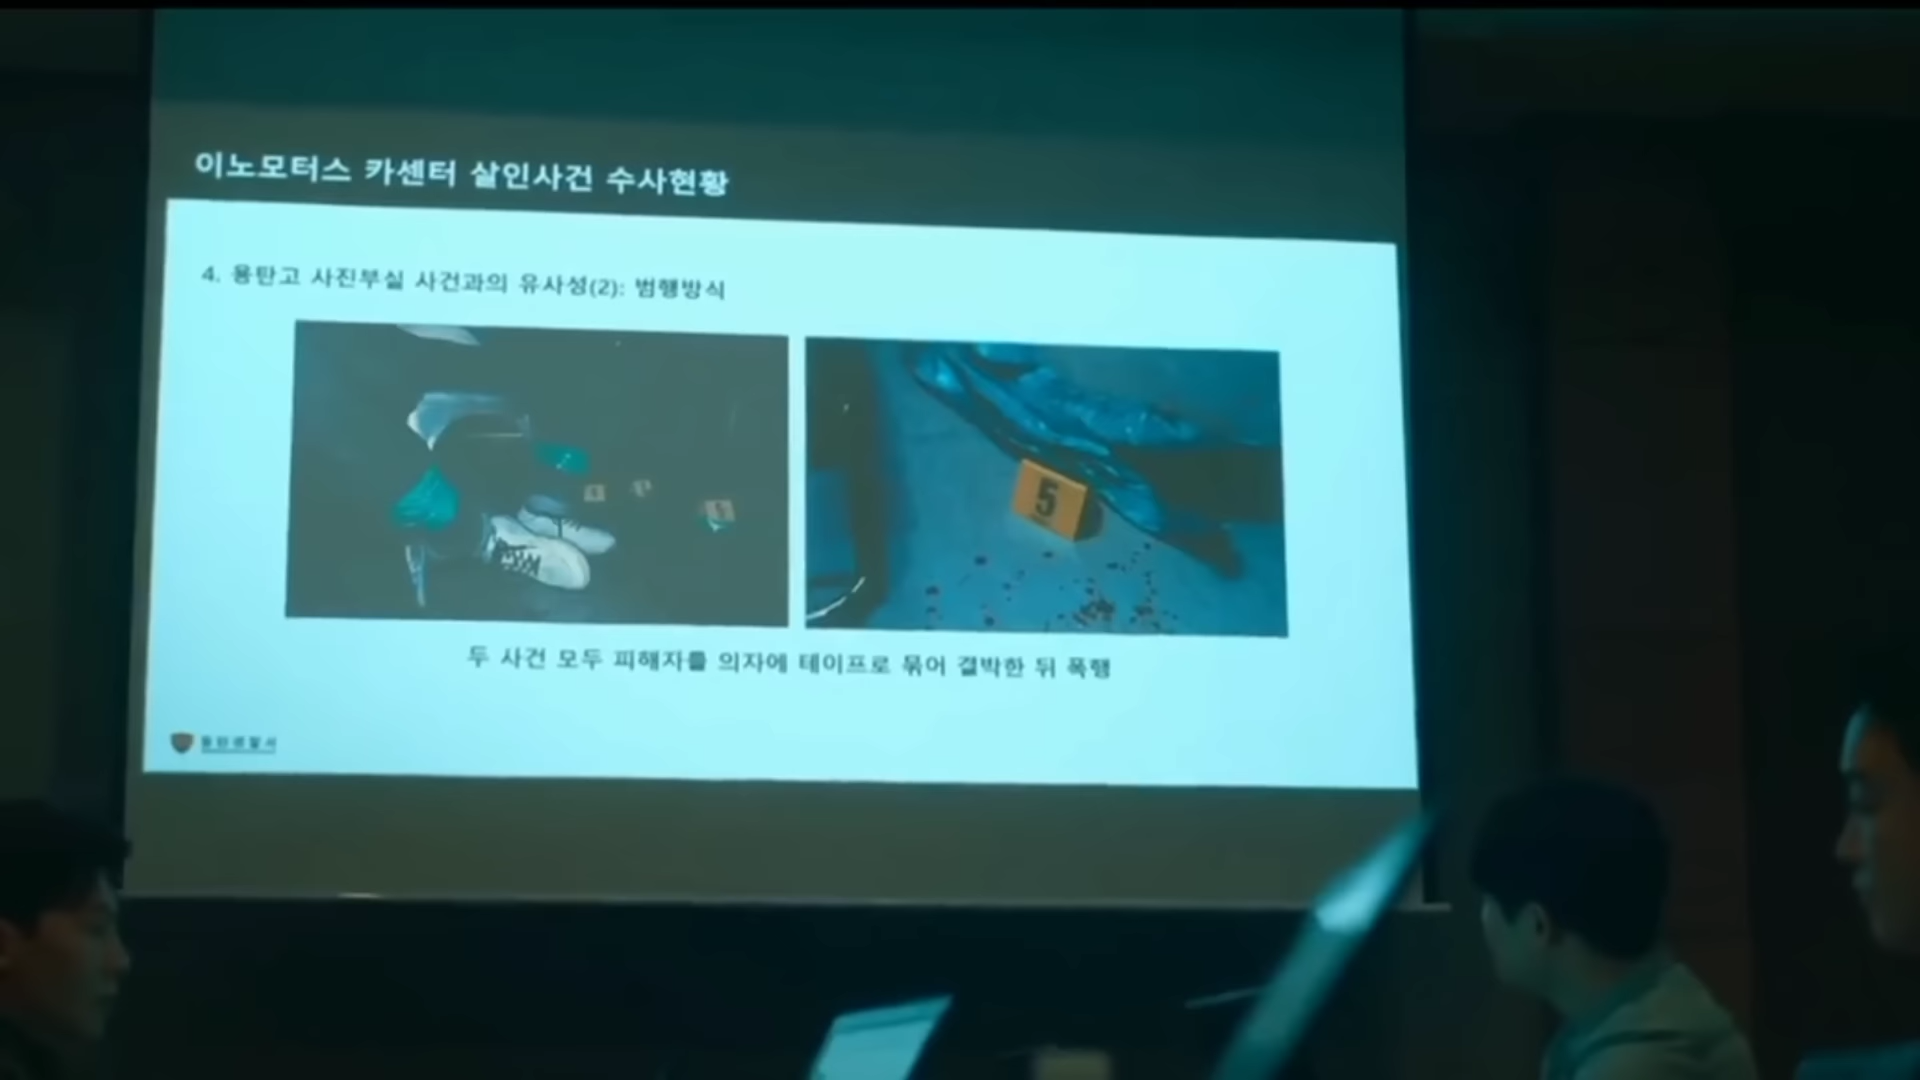 이노모터스 카센터 살인사건 수사현황
4. 용탄고 사진부실 사건과의 유사성(2): 범행방식
5
두 사건 모두 피해자를 의자에 테이프로 묶어 결박한 뒤 폭행